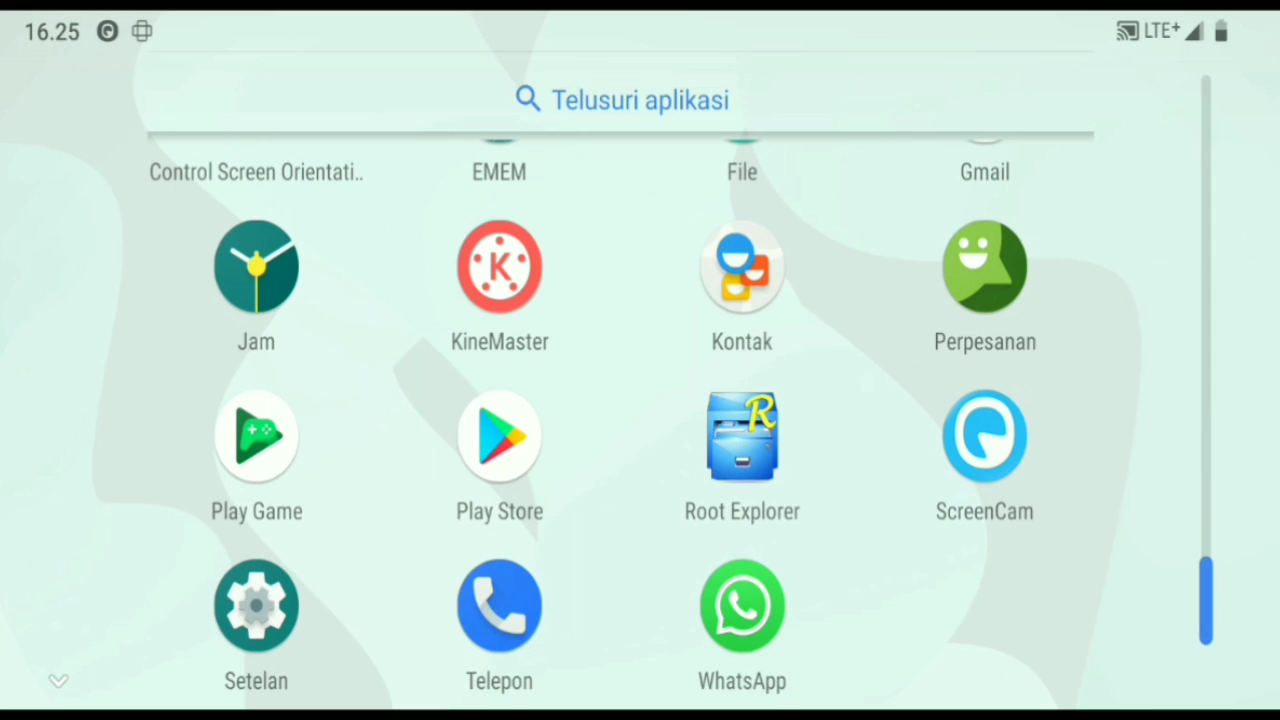 16.25
LTE+
Telusuri aplikasi
Control Screen Orientati..
EMEM
File
Gmail
K
Jam
KineMaster
Kontak
Perpesanan
R
Play Game
Play Store
Root Explorer
ScreenCam
Setelan
Telepon
WhatsApp